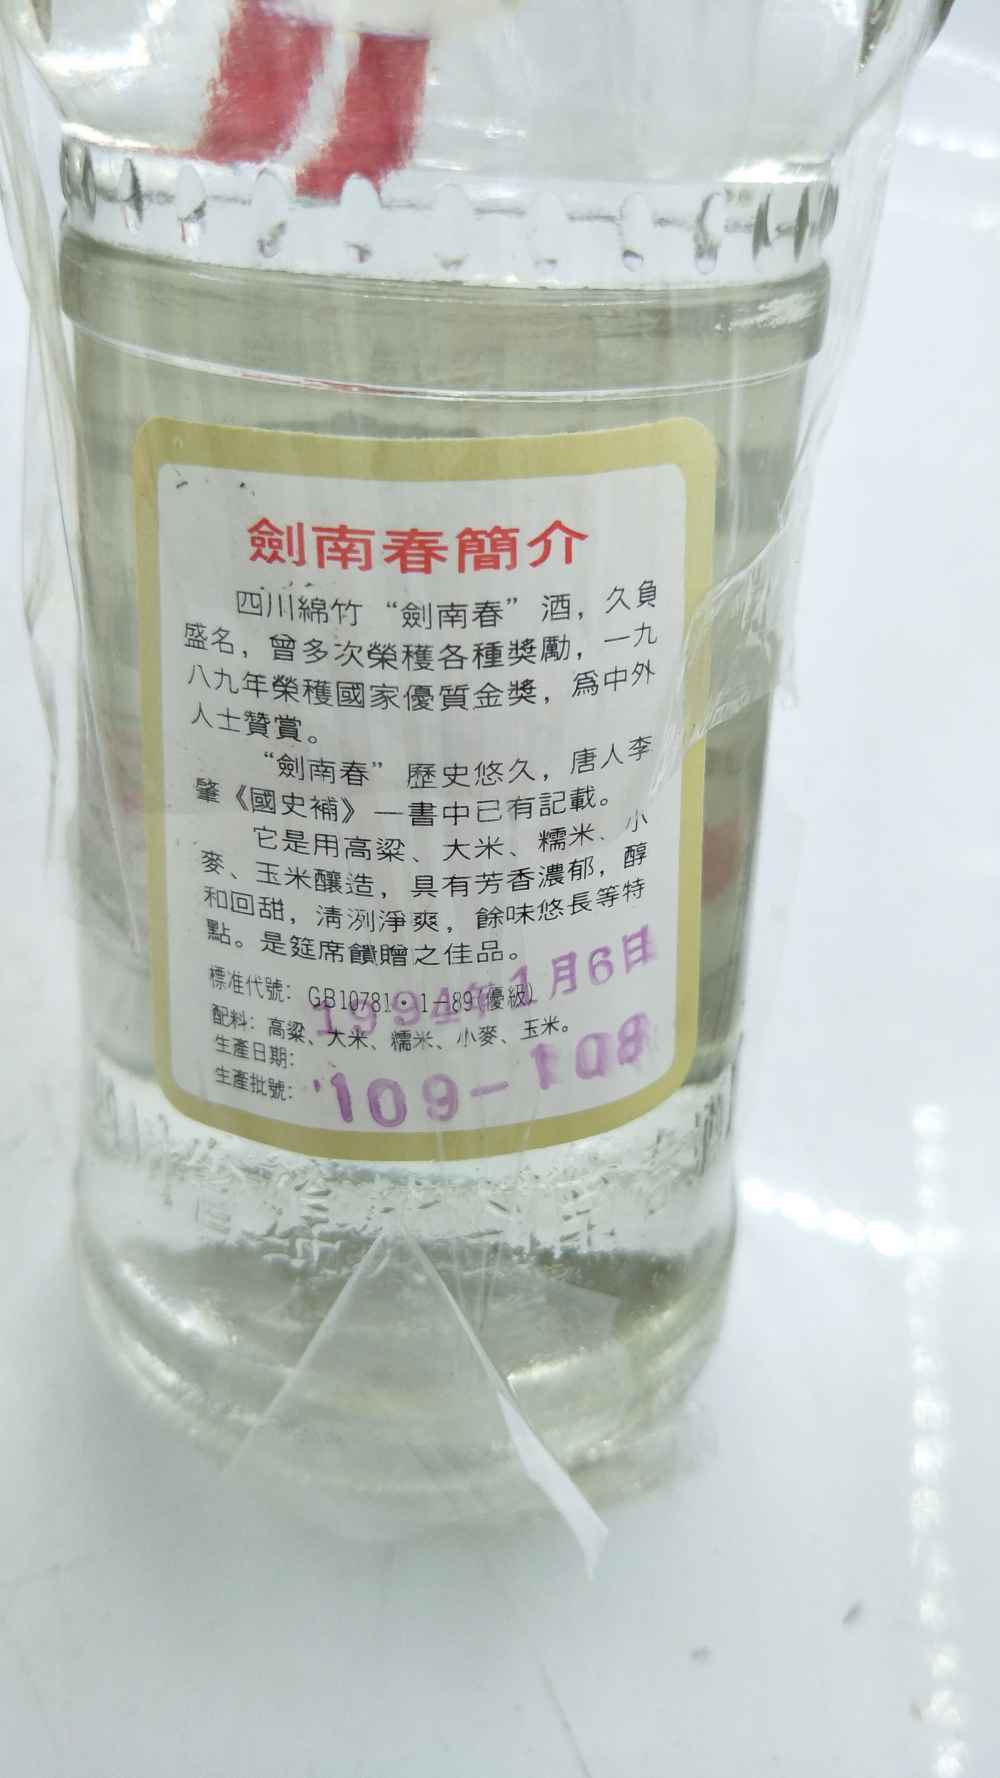 劍南春簡介
四川綿竹“劍南春”酒，久負
盛名，曾多次榮穫各種獎勵，一九
八九年榮穫國家優質金獎，爲中外
人士贊賞。
“劍南春”歷史悠久，唐人李
肇《國史補》一書中已有記載。
它是用高粱、大米、糯米、小
麥、玉米釀造，具有芳香濃郁，醇
和回甜，淸洌淨爽，餘味悠長等特
點。是筵席饋贈之佳品。
標准代號：GB10781·1—89(優級)
配料：高粱、大米、糯米、小麥、玉米。
生產日期：1994年1月6日
生產批號：109-108